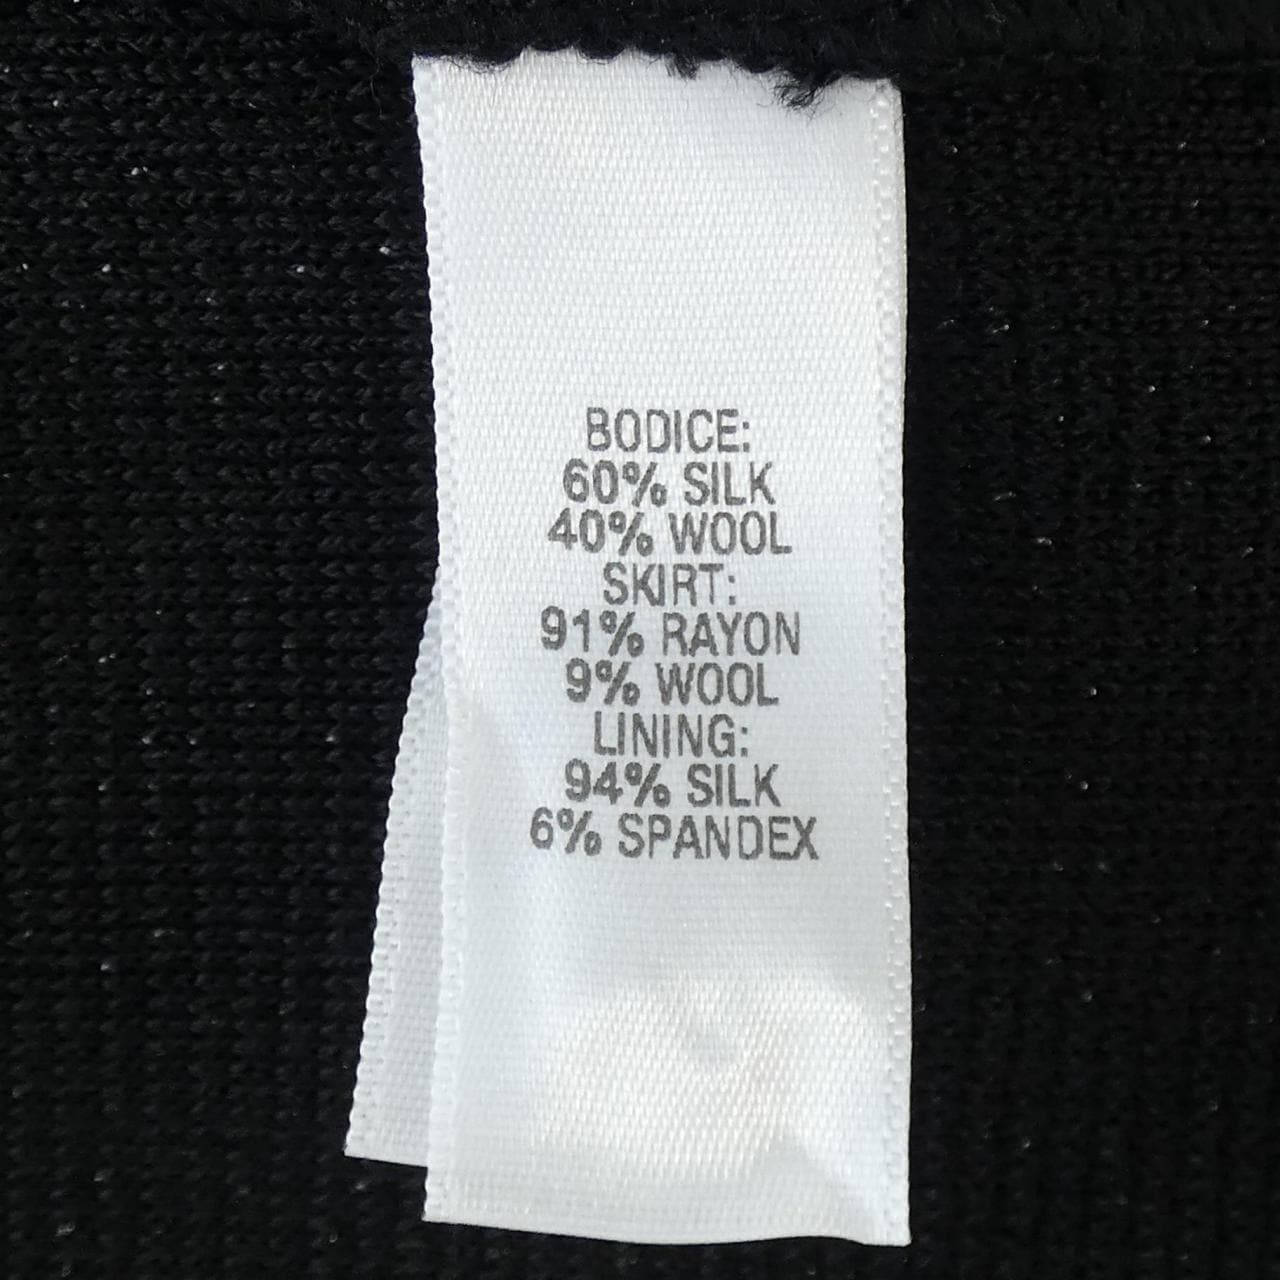 BODICE:
60% SILK
40% WOOL
SKIRT:
91% RAYON
9% WOOL
LINING:
94% SILK
6% SPANDEX